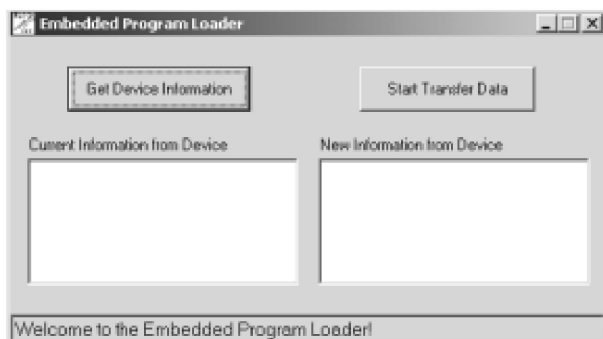 Embedded Program Loader
Get Device Information
Start Transfer Data
Current Information from Device
New Information from Device
Welcome to the Embedded Program Loader!